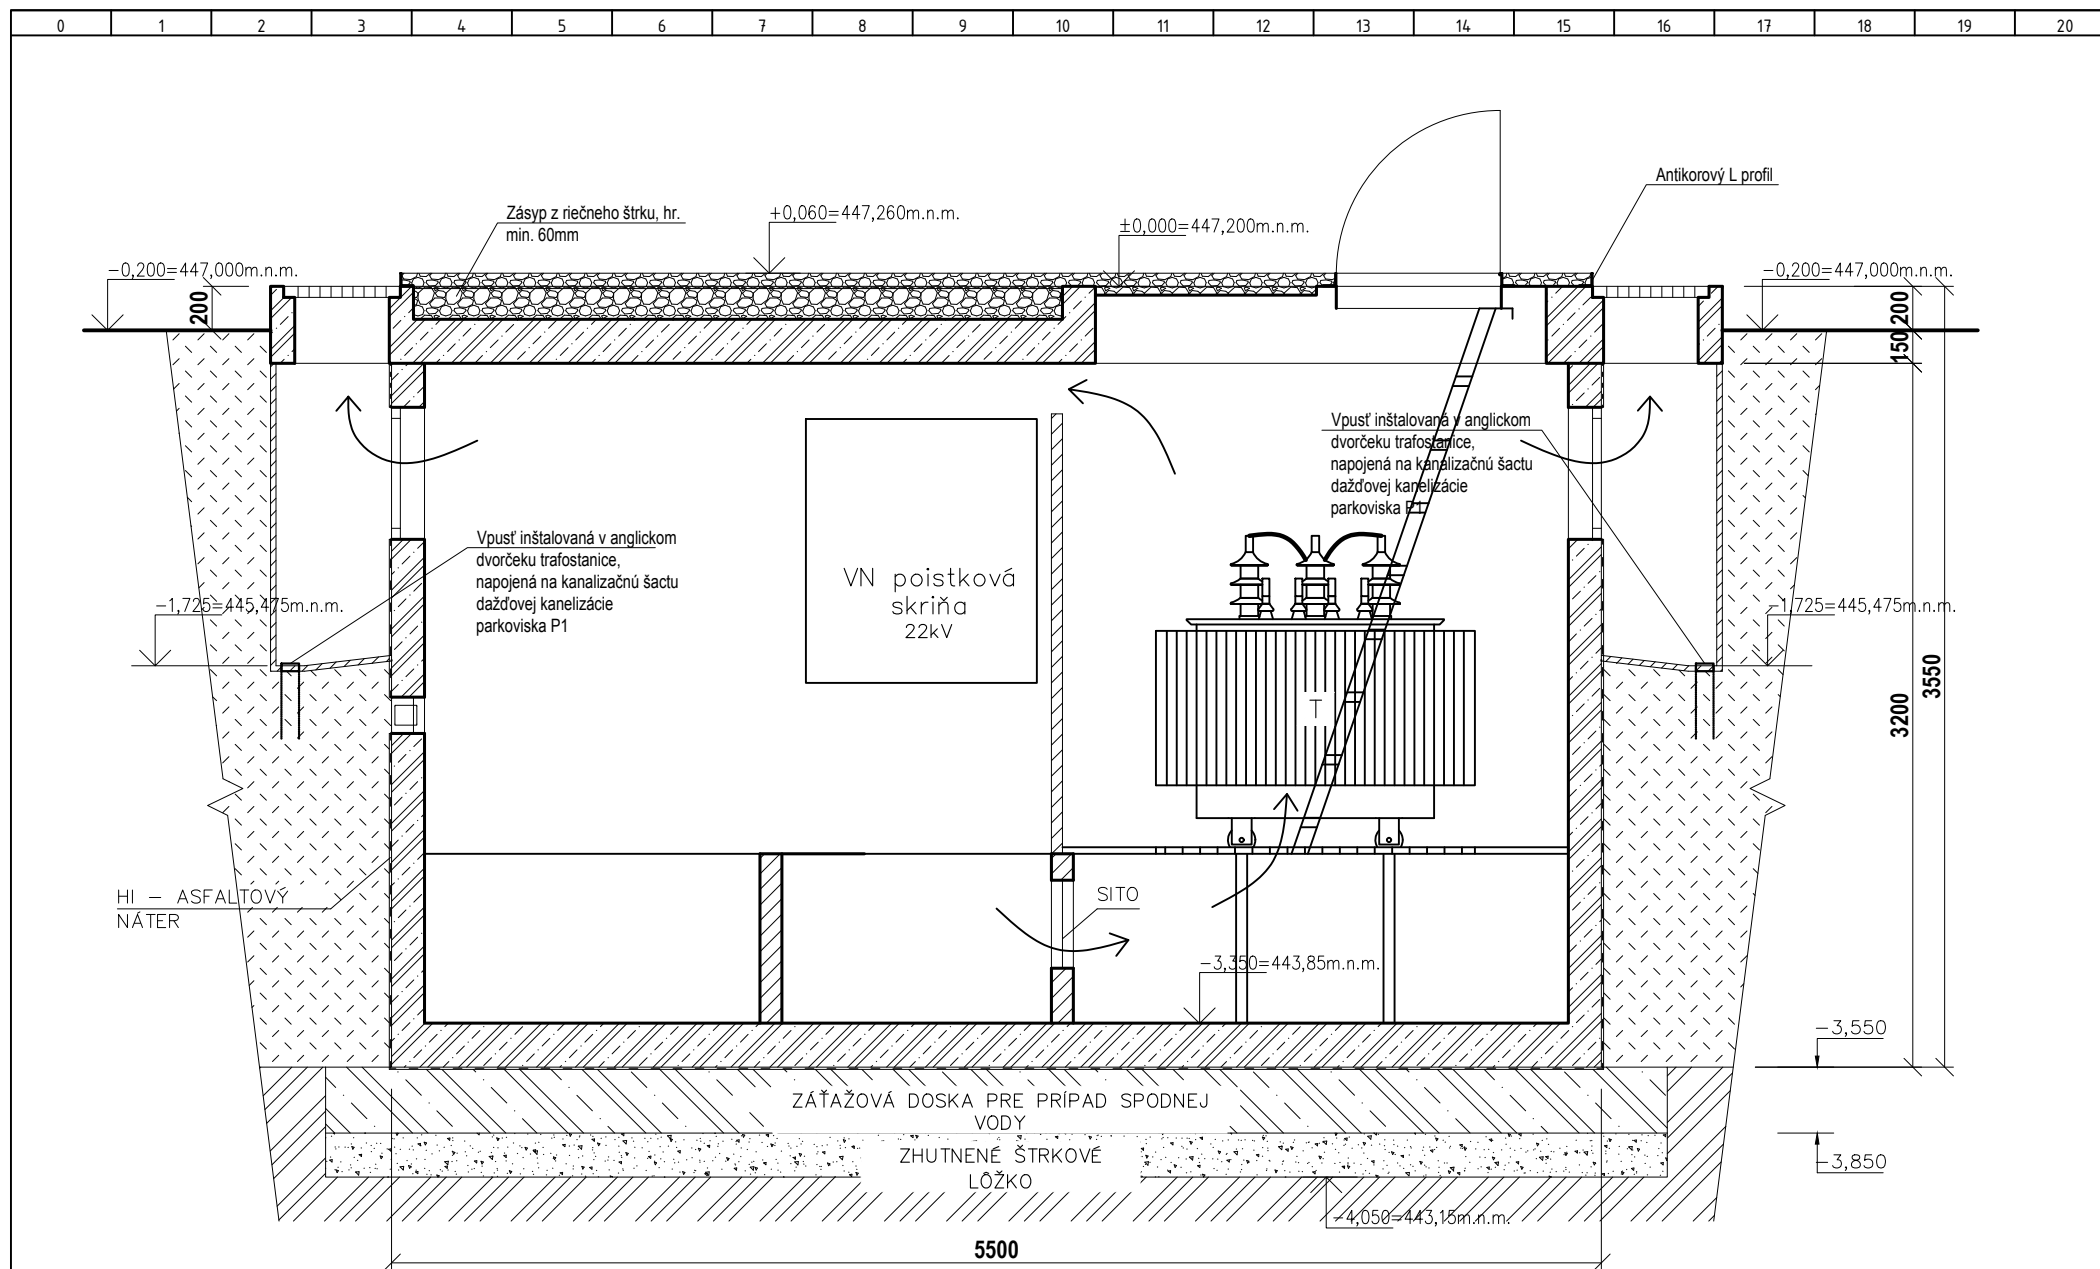 0 1 2 3 4 5 6 7 8 9 10 11 12 13 14 15 16 17 18 19 20
Antikorový L profil
Zásyp z riečneho štrku, hr.
min. 60mm
+0,060=447,260m.n.m.
±0,000=447,200m.n.m.
-0,200=447,000m.n.m.
-0,200=447,000m.n.m.
200
200
150
Vpusť inštalovaná v anglickom
dvorčeku trafostanice,
napojená na kanalizačnú šactu
dažďovej kanelizácie
parkoviska P1
Vpusť inštalovaná v anglickom
dvorčeku trafostanice,
napojená na kanalizačnú šactu
dažďovej kanelizácie
parkoviska P1
VN poistková
skriňa
22kV
-1,725=445,475m.n.m.
-1,725=445,475m.n.m.
T
3200
3550
HI – ASFALTOVÝ
NÁTER
SITO
-3,350=443,85m.n.m.
-3,550
ZÁŤAŽOVÁ DOSKA PRE PRÍPAD SPODNEJ
VODY
ZHUTNENÉ ŠTRKOVÉ
LÔŽKO
-3,850
-4,050=443,15m.n.m.
5500